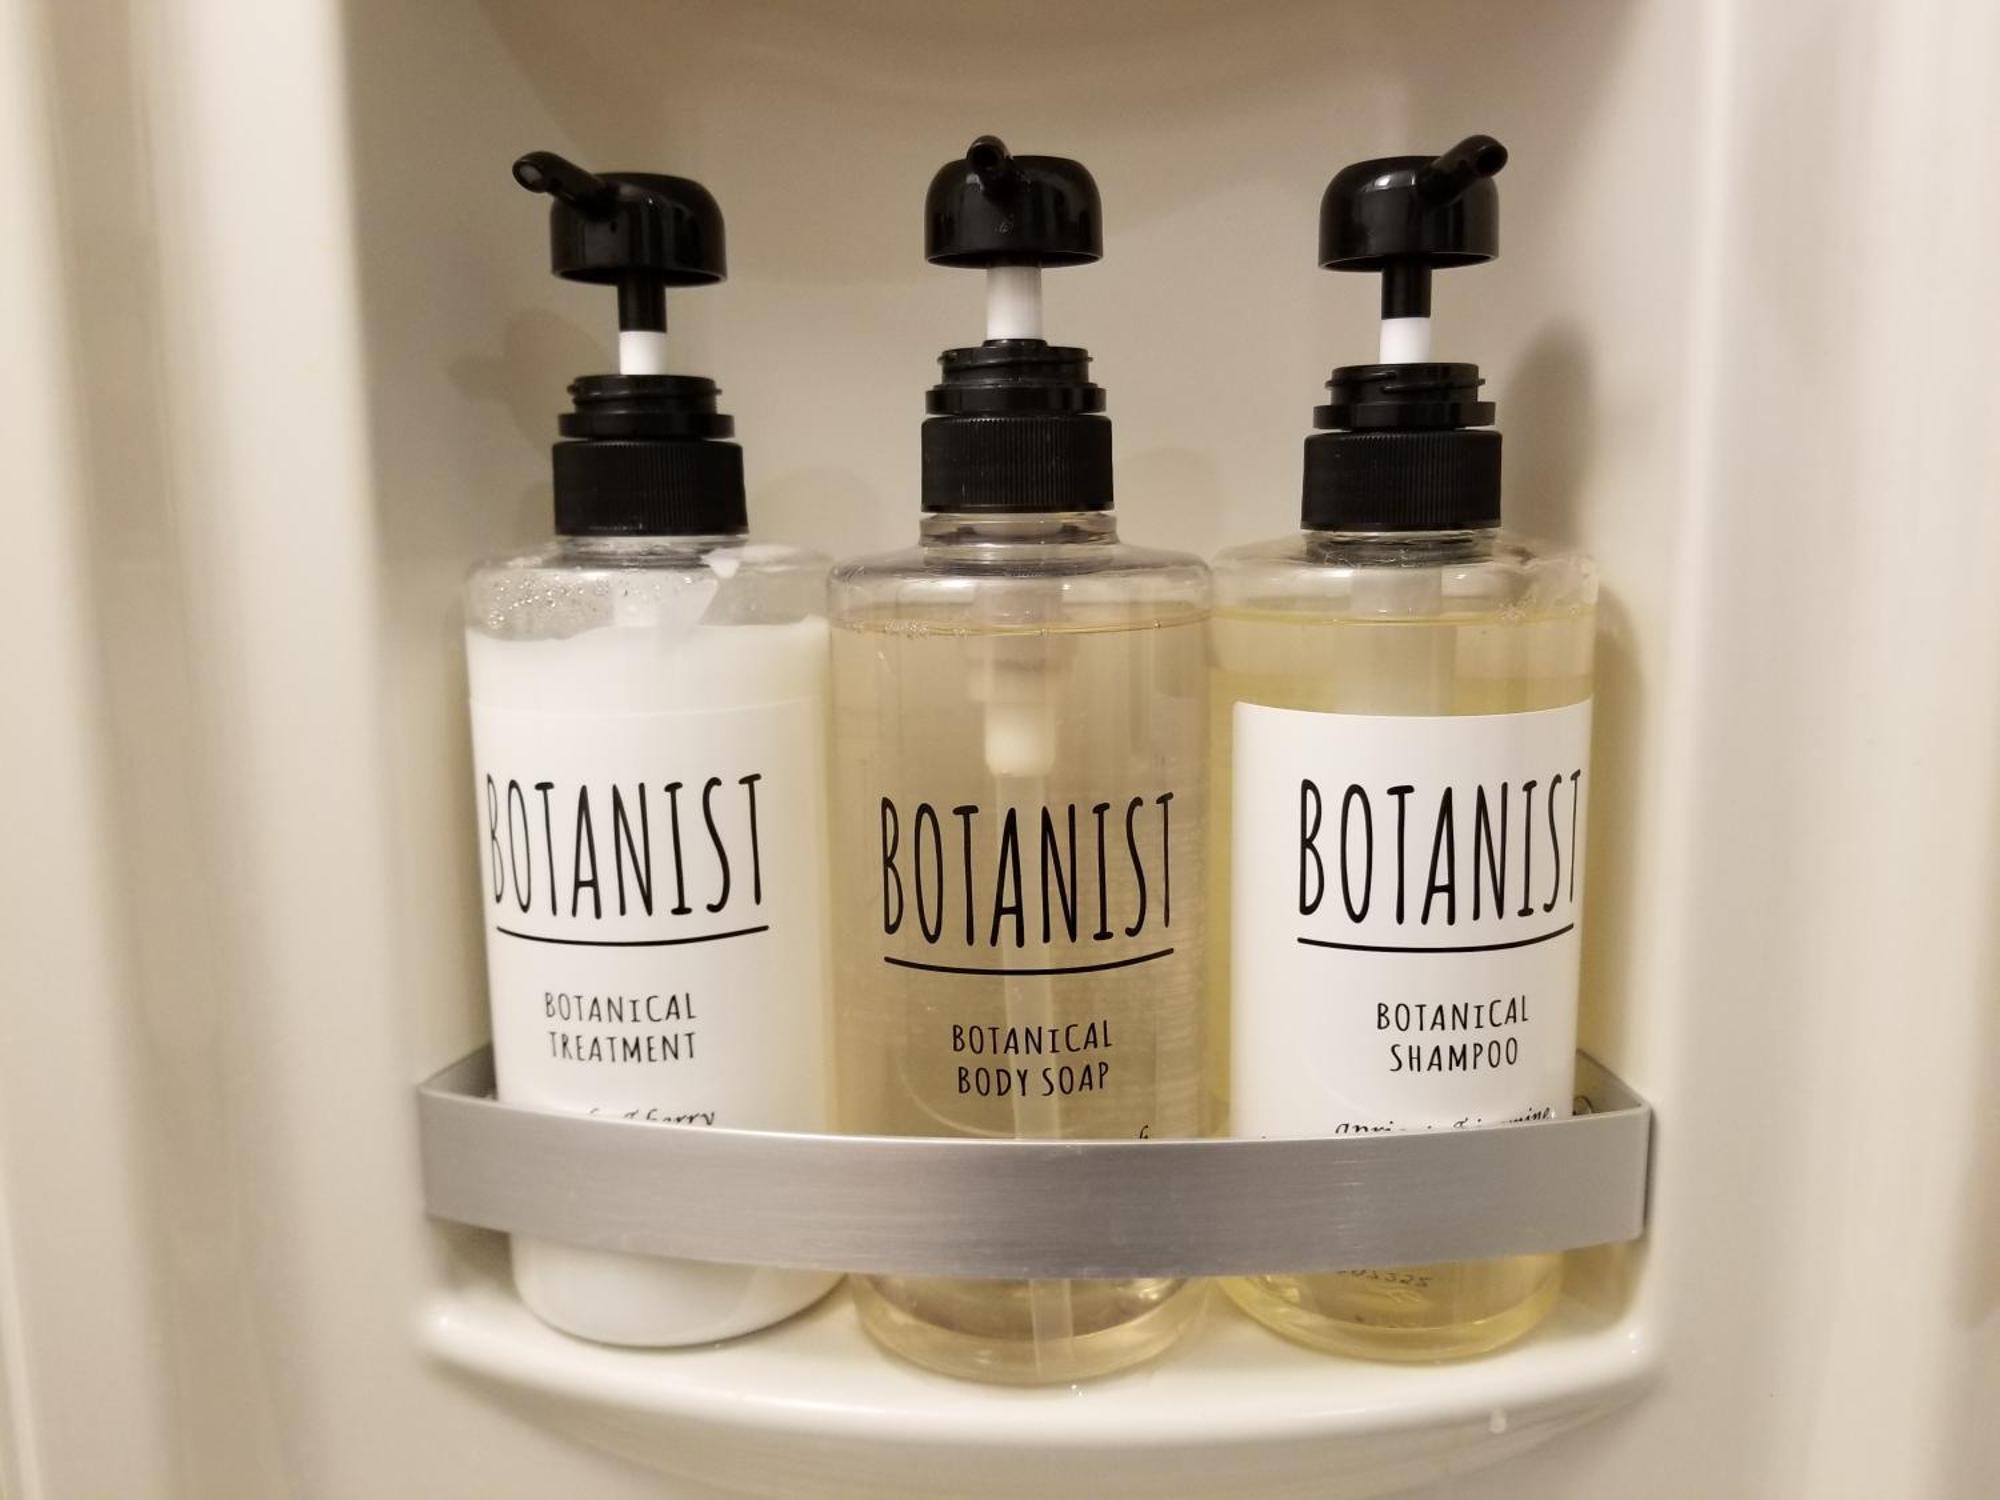 BOTANIST
BOTANICAL
TREATMENT
BOTANIST
BOTANICAL
BODY SOAP
BOTANIST
BOTANICAL
SHAMPOO